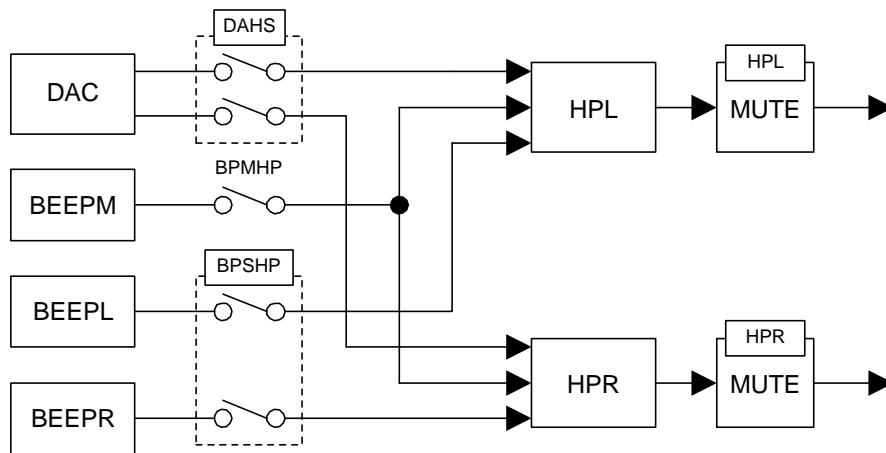 DAHS
DAC
HPL
HPL
MUTE
BPMHP
BEEPM
BPSHP
BEEPL
HPR
HPR
MUTE
BEEPR